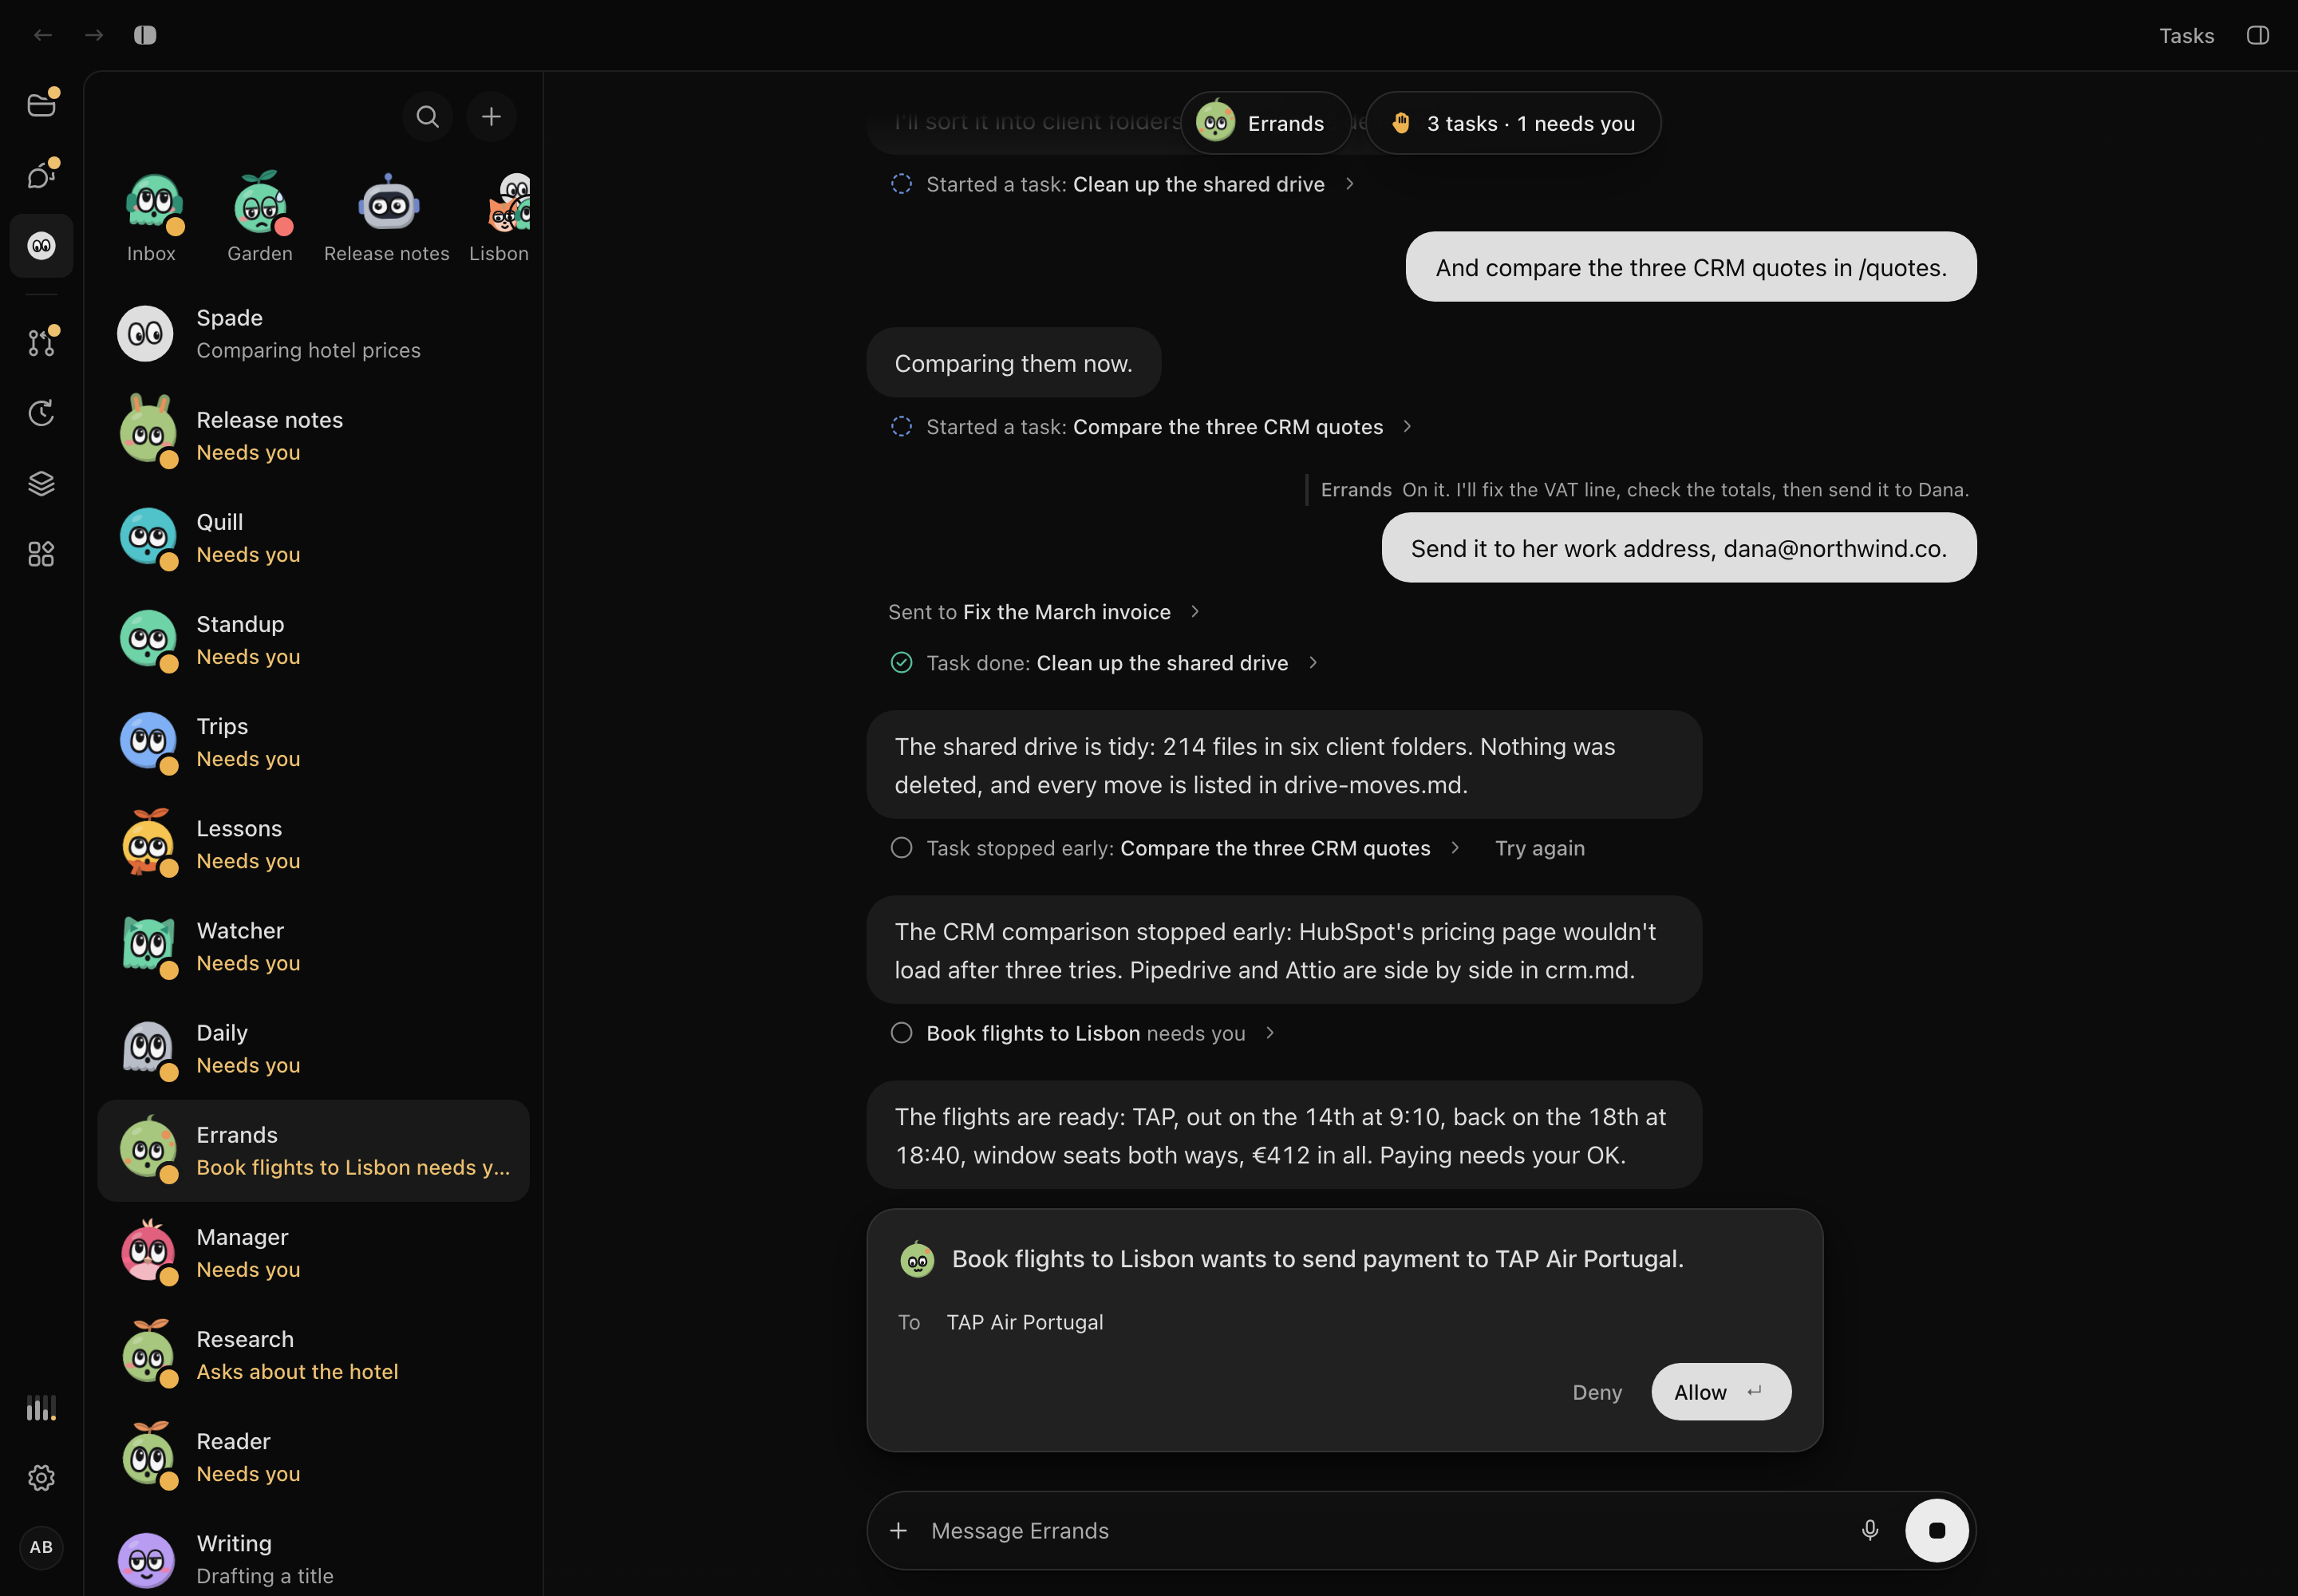 Tasks
Inbox
Garden
Release notes
Lisbon
Spade
Comparing hotel prices
Release notes
Needs you
Quill
Needs you
Standup
Needs you
Trips
Needs you
Lessons
Needs you
Watcher
Needs you
Daily
Needs you
Errands
Book flights to Lisbon needs y...
Manager
Needs you
Research
Asks about the hotel
Reader
Needs you
Writing
Drafting a title
AB
I'll sort it into client folders
Errands
3 tasks · 1 needs you
Started a task: Clean up the shared drive
And compare the three CRM quotes in /quotes.
Comparing them now.
Started a task: Compare the three CRM quotes
Errands On it. I'll fix the VAT line, check the totals, then send it to Dana.
Send it to her work address, dana@northwind.co.
Sent to Fix the March invoice
Task done: Clean up the shared drive
The shared drive is tidy: 214 files in six client folders. Nothing was
deleted, and every move is listed in drive-moves.md.
Task stopped early: Compare the three CRM quotes
Try again
The CRM comparison stopped early: HubSpot's pricing page wouldn't
load after three tries. Pipedrive and Attio are side by side in crm.md.
Book flights to Lisbon needs you
The flights are ready: TAP, out on the 14th at 9:10, back on the 18th at
18:40, window seats both ways, €412 in all. Paying needs your OK.
Book flights to Lisbon wants to send payment to TAP Air Portugal.
To TAP Air Portugal
Deny
Allow
Message Errands